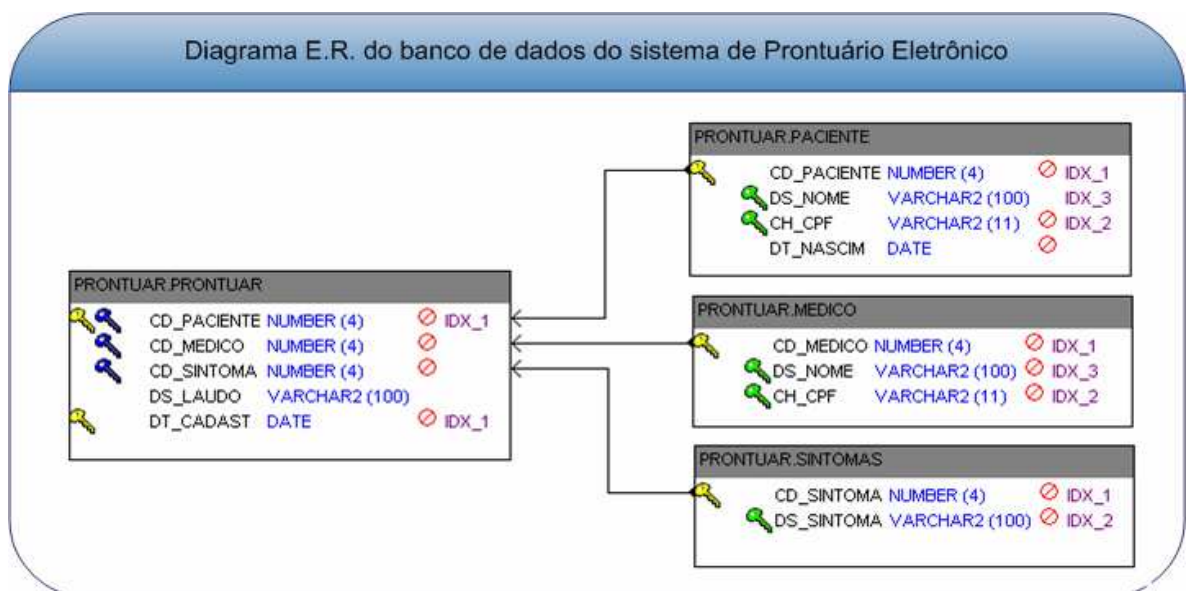 Diagrama E.R. do banco de dados do sistema de Prontuário Eletrônico
PRONTUAR.PACIENTE
CD_PACIENTE NUMBER (4) IDX_1
DS_NOME VARCHAR2 (100) IDX_3
CH_CPF VARCHAR2 (11) IDX_2
DT_NASCIM DATE
PRONTUAR.PRONTUAR
CD_PACIENTE NUMBER (4) IDX_1
CD_MEDICO NUMBER (4)
CD_SINTOMA NUMBER (4)
DS_LAUDO VARCHAR2 (100)
DT_CADAST DATE IDX_1
PRONTUAR.MEDICO
CD_MEDICO NUMBER (4) IDX_1
DS_NOME VARCHAR2 (100) IDX_3
CH_CPF VARCHAR2 (11) IDX_2
PRONTUAR.SINTOMAS
CD_SINTOMA NUMBER (4) IDX_1
DS_SINTOMA VARCHAR2 (100) IDX_2